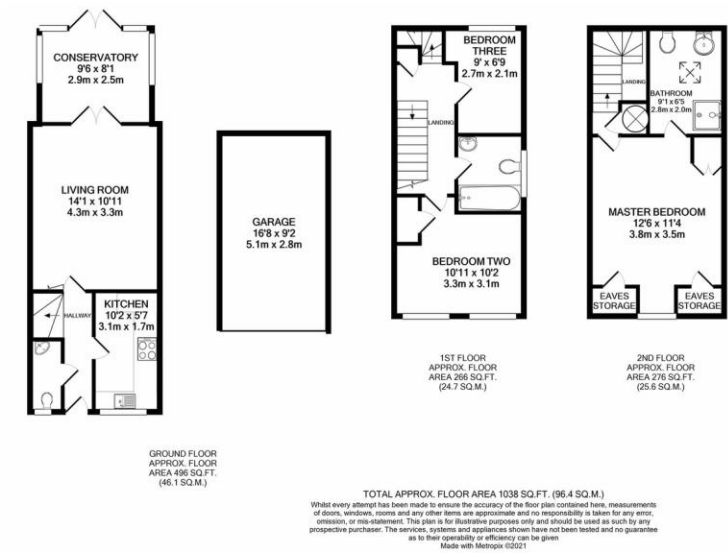 CONSERVATORY
9'6 x 8'1
2.9m x 2.5m
LIVING ROOM
14'1 x 10'11
4.3m x 3.3m
HALLWAY
KITCHEN
10'2 x 5'7
3.1m x 1.7m
GROUND FLOOR
APPROX. FLOOR
AREA 496 SQ.FT.
(46.1 SQ.M.)
GARAGE
16'8 x 9'2
5.1m x 2.8m
BEDROOM
THREE
9' x 6'9
2.7m x 2.1m
LANDING
BEDROOM TWO
10'11 x 10'2
3.3m x 3.1m
1ST FLOOR
APPROX. FLOOR
AREA 266 SQ.FT.
(24.7 SQ.M.)
LANDING
BATHROOM
9'1 x 6'5
2.8m x 2.0m
MASTER BEDROOM
12'6 x 11'4
3.8m x 3.5m
EAVES
STORAGE
EAVES
STORAGE
2ND FLOOR
APPROX. FLOOR
AREA 276 SQ.FT.
(25.6 SQ.M.)
TOTAL APPROX. FLOOR AREA 1038 SQ.FT. (96.4 SQ.M.)
Whilst every attempt has been made to ensure the accuracy of the floor plan contained here, measurements
of doors, windows, rooms and any other items are approximate and no responsibility is taken for any error,
omission, or mis-statement. This plan is for illustrative purposes only and should be used as such by any
prospective purchaser. The services, systems and appliances shown have not been tested and no guarantee
as to their operability or efficiency can be given
Made with Metropix ©2021